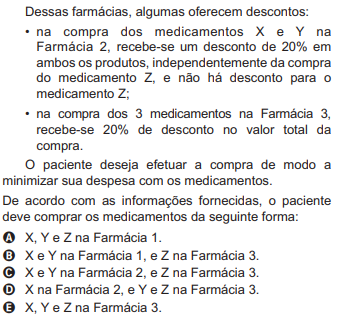 Dessas farmácias, algumas oferecem descontos:
• na compra dos medicamentos X e Y na
Farmácia 2, recebe-se um desconto de 20% em
ambos os produtos, independentemente da compra
do medicamento Z, e não há desconto para o
medicamento Z;
• na compra dos 3 medicamentos na Farmácia 3,
recebe-se 20% de desconto no valor total da
compra.
O paciente deseja efetuar a compra de modo a
minimizar sua despesa com os medicamentos.
De acordo com as informações fornecidas, o paciente
deve comprar os medicamentos da seguinte forma:
A X, Y e Z na Farmácia 1.
B X e Y na Farmácia 1, e Z na Farmácia 3.
C X e Y na Farmácia 2, e Z na Farmácia 3.
D X na Farmácia 2, e Y e Z na Farmácia 3.
E X, Y e Z na Farmácia 3.